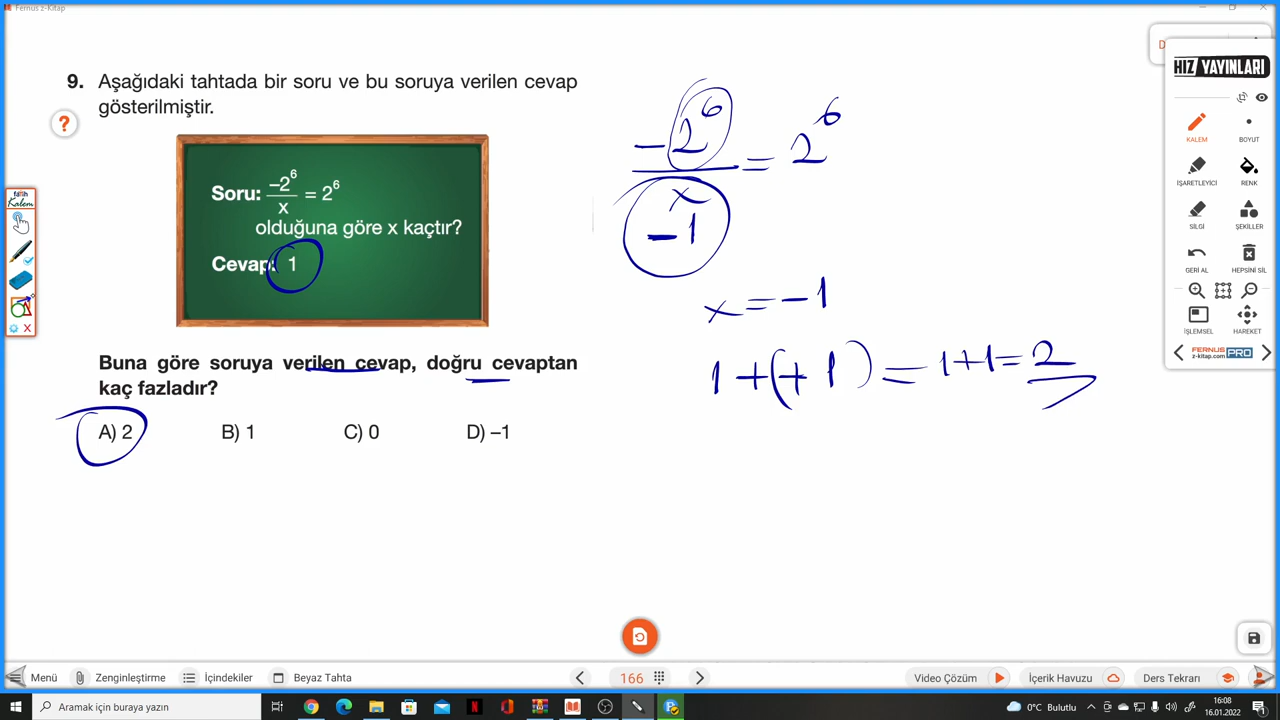 Fernus z-Kitap
9. Aşağıdaki tahtada bir soru ve bu soruya verilen cevap
gösterilmiştir.
?
Soru: –2⁶/x = 2⁶
olduğuna göre x kaçtır?
Cevap: 1
Buna göre soruya verilen cevap, doğru cevaptan
kaç fazladır?
A) 2 B) 1 C) 0 D) –1
-2⁶/x = 2⁶
-1
x = -1
1+(+1) = 1+1=2
fatih
Kalem
HIZ YAYINLARI
KALEM BOYUT
İŞARETLEYİCİ RENK
SİLGİ ŞEKİLLER
GERİ AL HEPSİNİ SİL
İŞLEMSEL HAREKET
FERNUS
z-kitap.com PRO
Menü Zenginleştirme İçindekiler Beyaz Tahta 166 Video Çözüm İçerik Havuzu Ders Tekrarı
Aramak için buraya yazın 0°C Bulutlu 16:08
16.01.2022